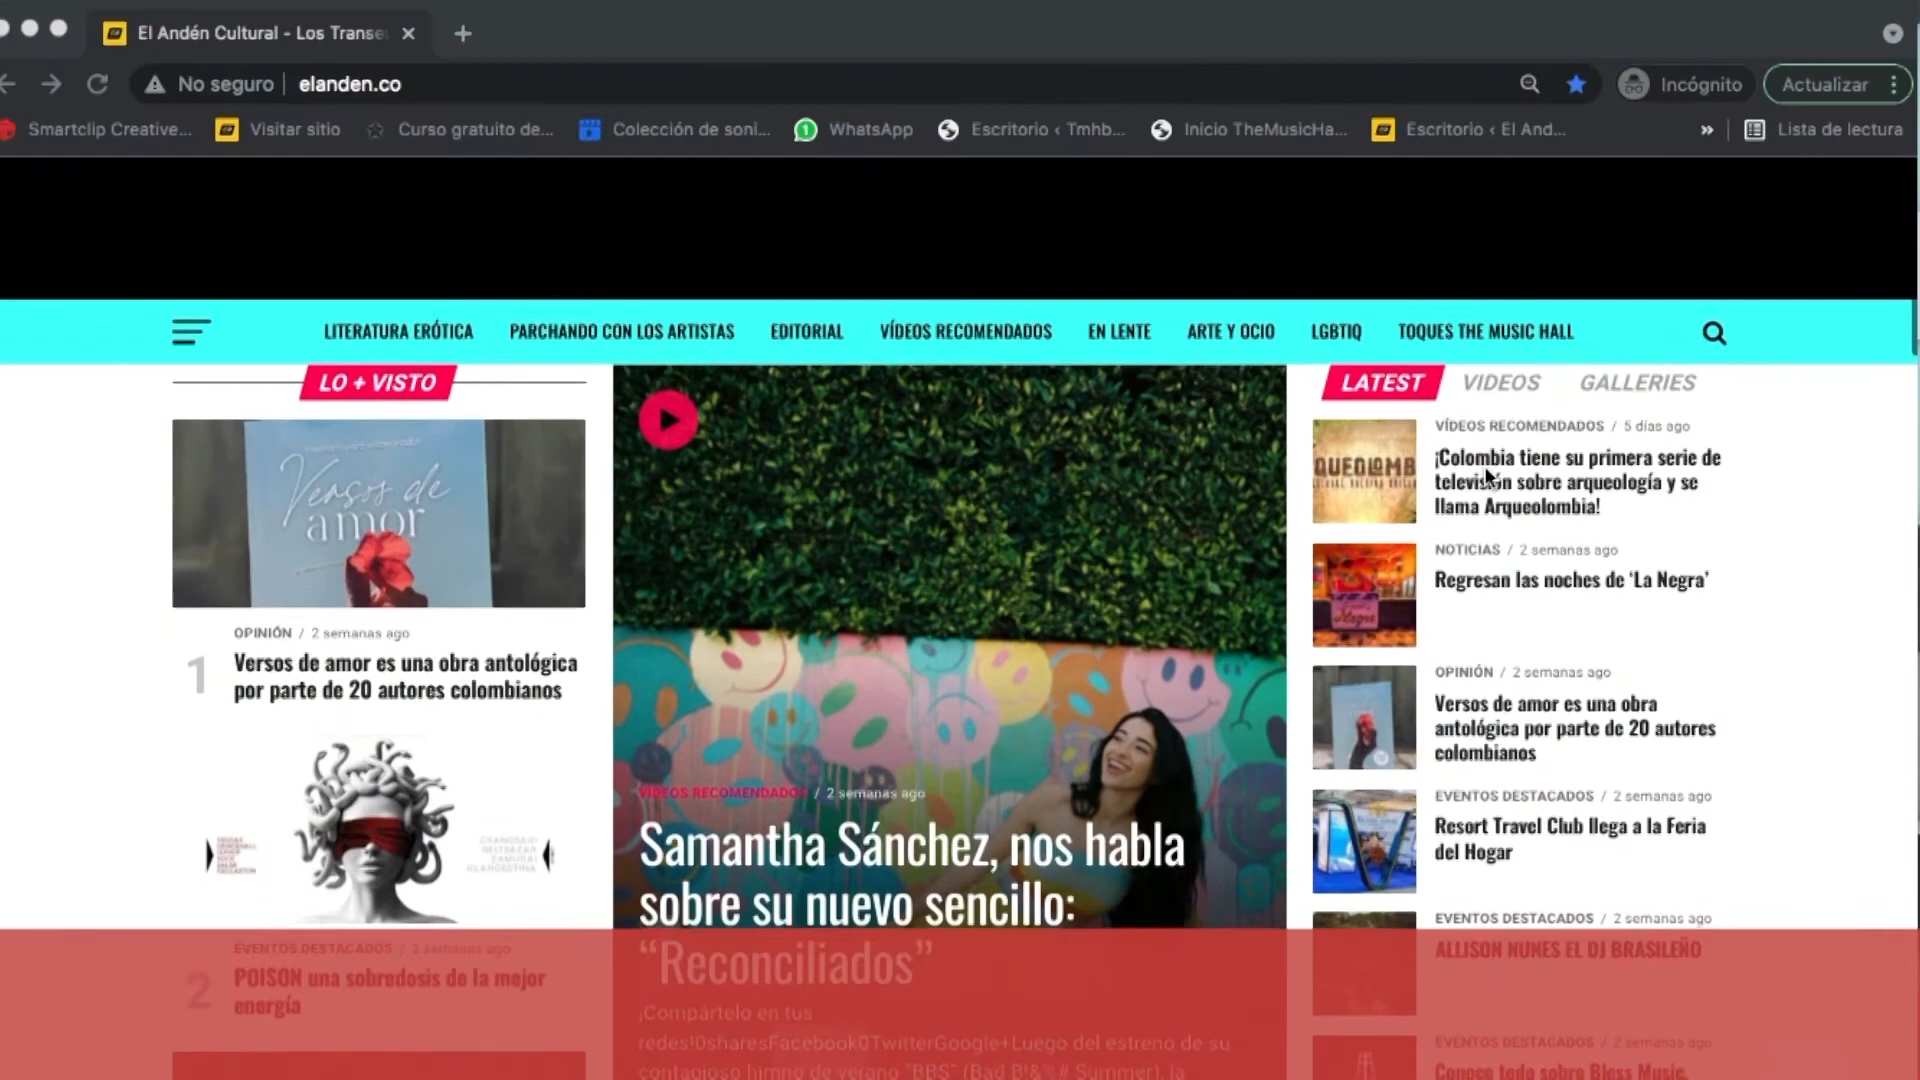 El Andén Cultural - Los Transe
No seguro
elanden.co
Incógnito
Actualizar
Smartclip Creative...
Visitar sitio
Curso gratuito de...
Colección de soni...
WhatsApp
Escritorio ‹ Tmhb...
Inicio TheMusicHa...
Escritorio ‹ El And...
»
Lista de lectura
LITERATURA ERÓTICA
PARCHANDO CON LOS ARTISTAS
EDITORIAL
VÍDEOS RECOMENDADOS
EN LENTE
ARTE Y OCIO
LGBTIQ
TOQUES THE MUSIC HALL
LO + VISTO
Versos de
amor
OPINIÓN / 2 semanas ago
1
Versos de amor es una obra antológica
por parte de 20 autores colombianos
EVENTOS DESTACADOS / 3 semanas ago
2
POISON una sobredosis de la mejor
energía
VÍDEOS RECOMENDADOS / 2 semanas ago
Samantha Sánchez, nos habla
sobre su nuevo sencillo:
“Reconciliados”
¡Compártelo en tus
redes!0sharesFacebook0TwitterGoogle+Luego del estreno de su
contagioso himno de verano "BBS" (Bad B!&%# Summer), la
LATEST
VIDEOS
GALLERIES
VÍDEOS RECOMENDADOS / 5 días ago
¡Colombia tiene su primera serie de
televisión sobre arqueología y se
llama Arqueolombia!
NOTICIAS / 2 semanas ago
Regresan las noches de ‘La Negra’
OPINIÓN / 2 semanas ago
Versos de amor es una obra
antológica por parte de 20 autores
colombianos
EVENTOS DESTACADOS / 2 semanas ago
Resort Travel Club llega a la Feria
del Hogar
EVENTOS DESTACADOS / 2 semanas ago
ALLISON NUNES EL DJ BRASILEÑO
EVENTOS DESTACADOS / 2 semanas ago
Conoce todo sobre Bless Music,